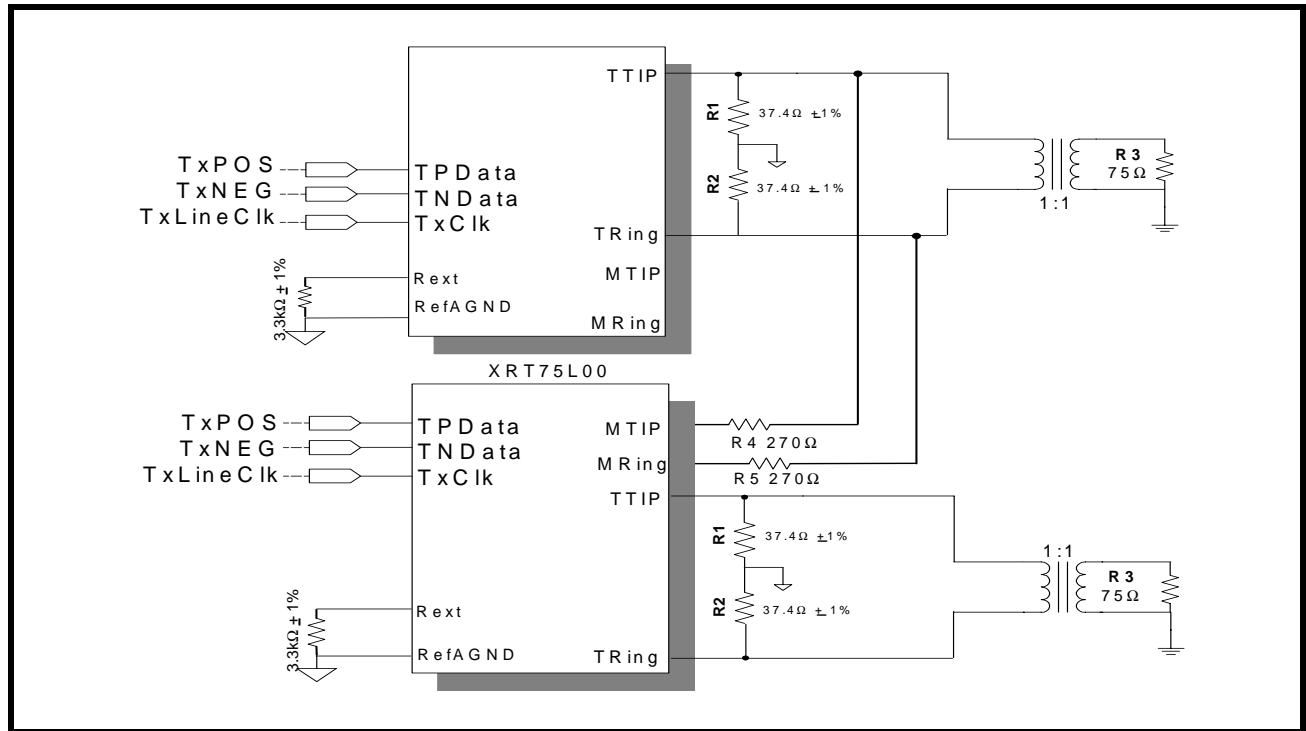 TTIP
R1
37.4Ω ±1%
TxPOS
TPData
R3
75Ω
TxNEG
TNData
R2
37.4Ω ±1%
TxLineClk
TxClk
1:1
TRing
3.3kΩ ±1%
Rext
MTIP
RefAGND
MRing
XRT75L00
TxPOS
TPData
MTIP
R4 270Ω
TxNEG
TNData
MRing
TxLineClk
TxClk
R5 270Ω
TTIP
R1
37.4Ω ±1%
1:1
R3
75Ω
R2
37.4Ω ±1%
3.3kΩ ±1%
Rext
RefAGND
TRing